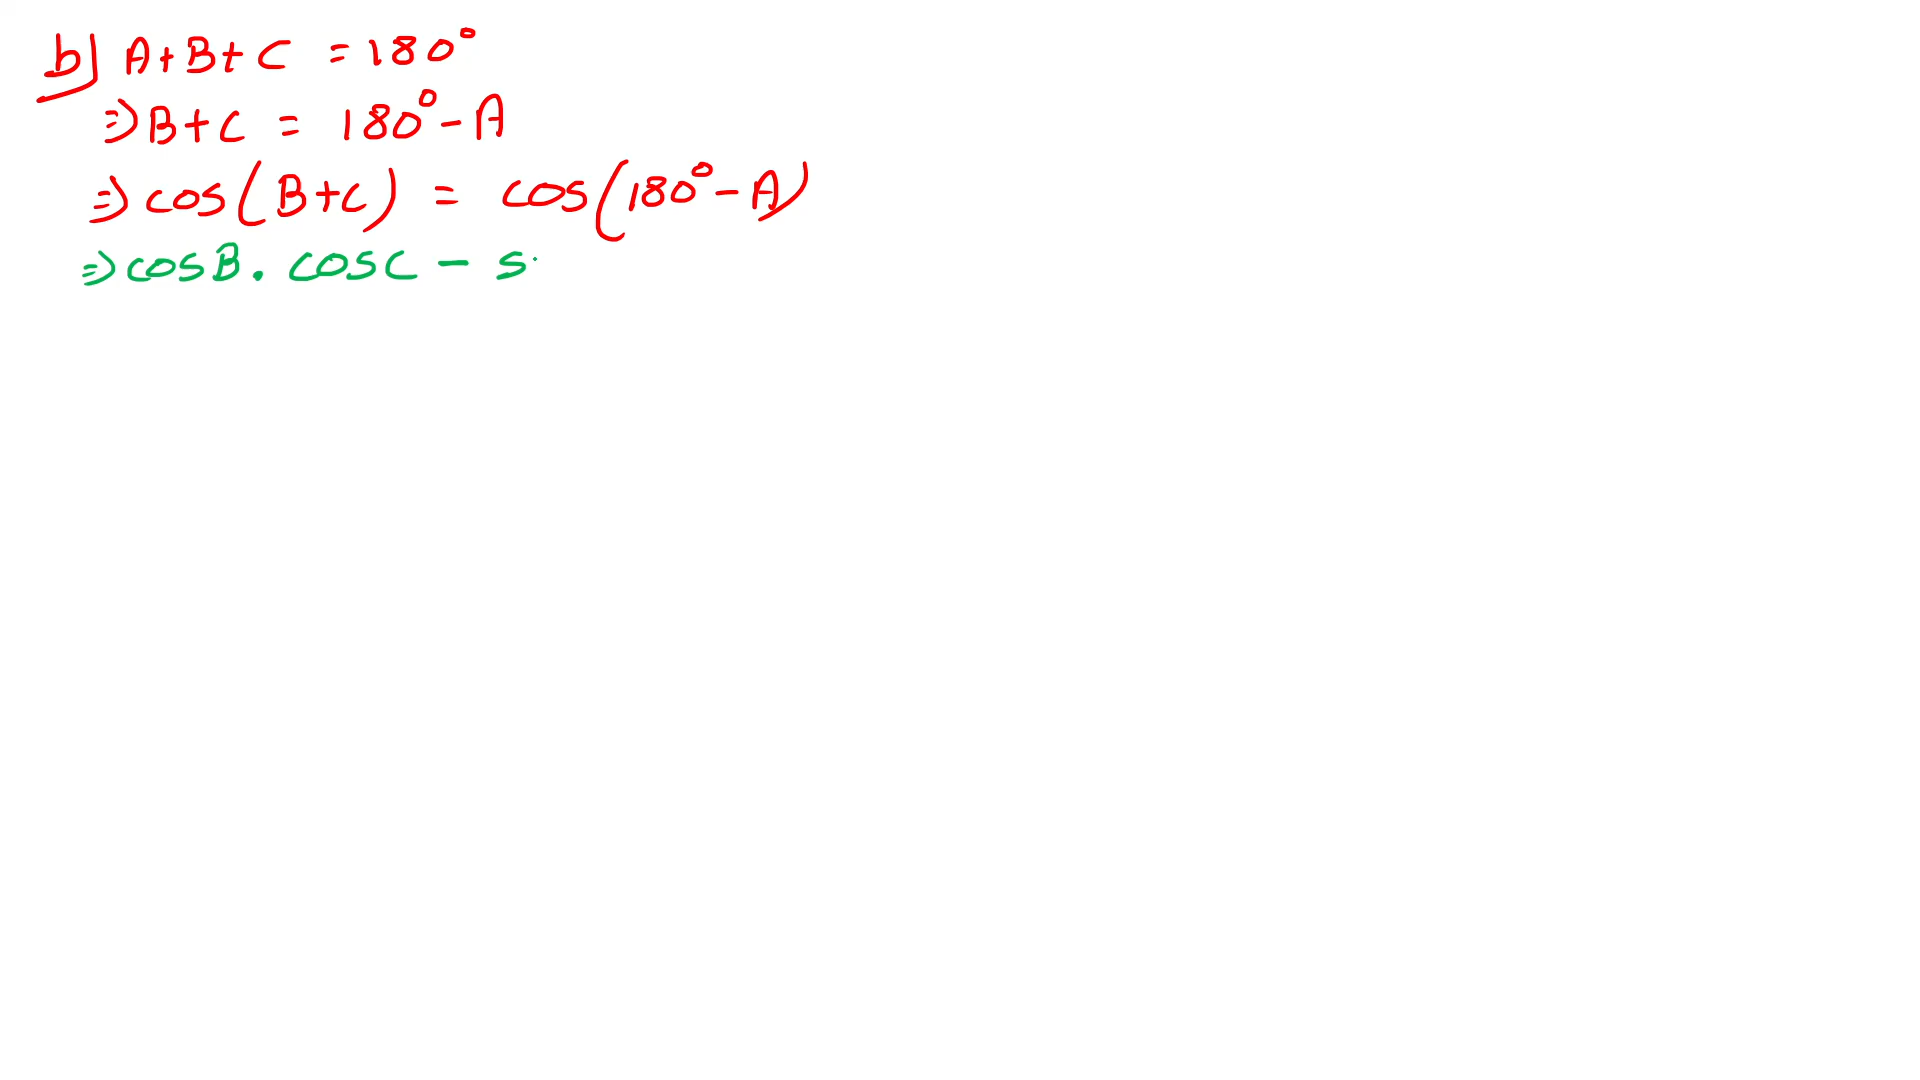 b) A+B+C = 180°
⇒ B+C = 180° - A
⇒ cos(B+C) = cos(180° - A)
⇒ cosB . cosC - s